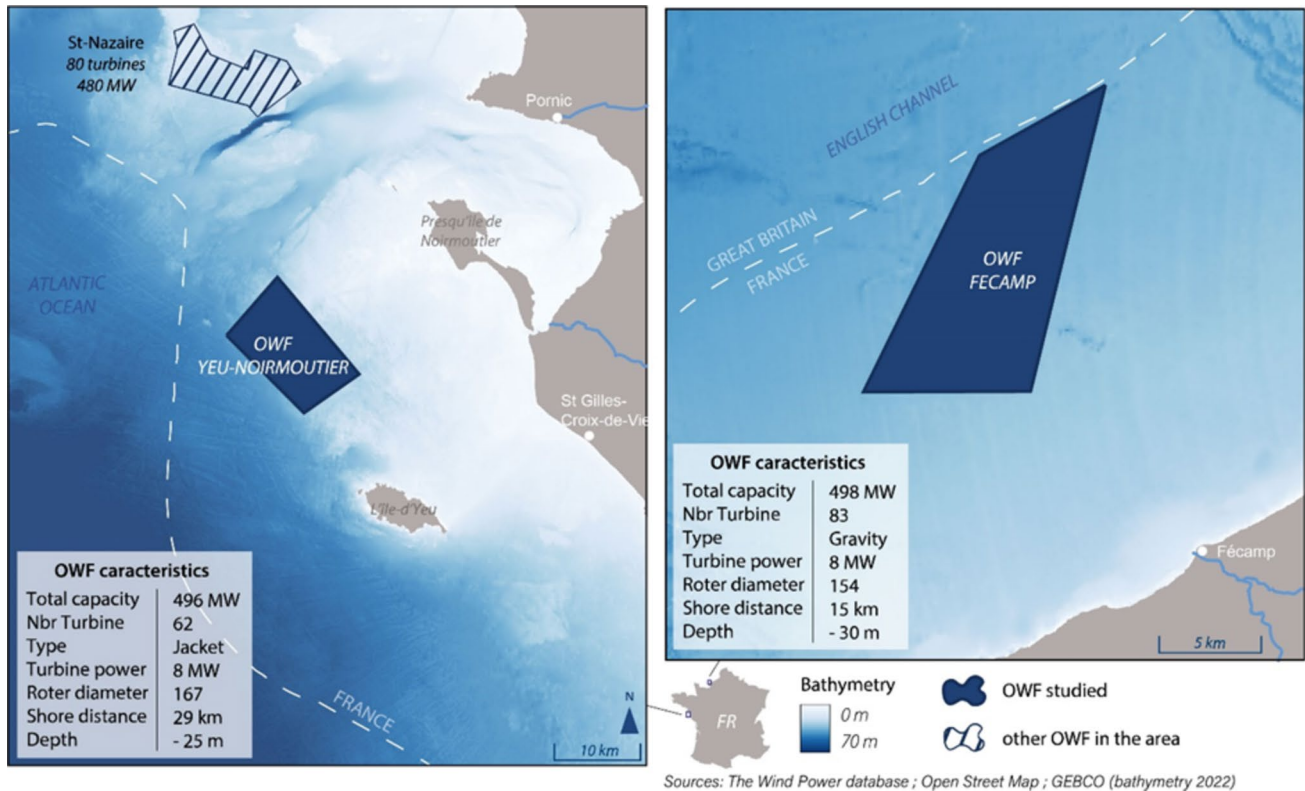 St-Nazaire
80 turbines
480 MW
Pornic
Presqu'île de
Noirmoutier
ATLANTIC
OCEAN
OWF
YEU-NOIRMOUTIER
St Gilles-
Croix-de-Vie
L'île-d'Yeu
OWF caracteristics
Total capacity 496 MW
Nbr Turbine 62
Type Jacket
Turbine power 8 MW
Roter diameter 167
Shore distance 29 km
Depth - 25 m
FRANCE
N
10 km
ENGLISH CHANNEL
GREAT BRITAIN
FRANCE
OWF
FECAMP
OWF caracteristics
Total capacity 498 MW
Nbr Turbine 83
Type Gravity
Turbine power 8 MW
Roter diameter 154
Shore distance 15 km
Depth - 30 m
Fécamp
5 km
FR
Bathymetry
0 m
70 m
OWF studied
other OWF in the area
Sources: The Wind Power database ; Open Street Map ; GEBCO (bathymetry 2022)